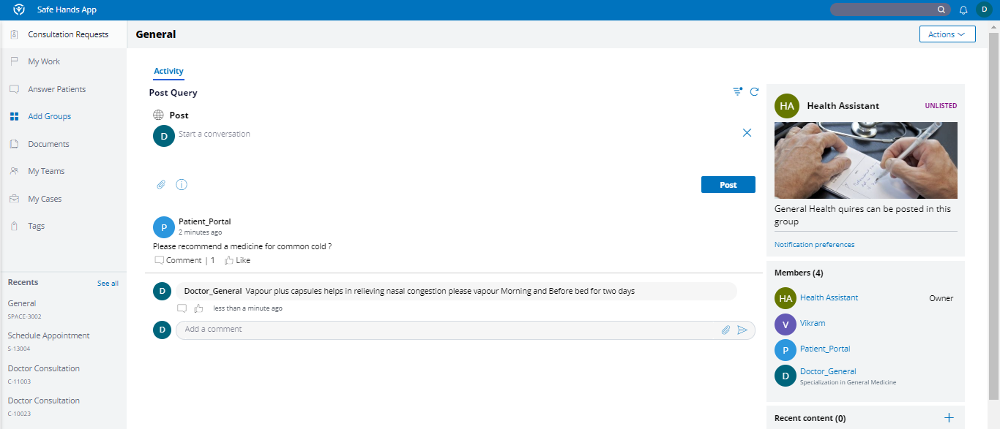 Safe Hands App
D
Consultation Requests
My Work
Answer Patients
Add Groups
Documents
My Teams
My Cases
Tags
Recents
See all
General
SPACE-3002
Schedule Appointment
S-13004
Doctor Consultation
C-11003
Doctor Consultation
C-10023
General
Actions
Activity
Post Query
Post
D
Start a conversation
Post
P
Patient_Portal
2 minutes ago
Please recommend a medicine for common cold ?
Comment | 1 Like
D
Doctor_General Vapour plus capsules helps in relieving nasal congestion please vapour Morning and Before bed for two days
less than a minute ago
D
Add a comment
HA
Health Assistant
UNLISTED
General Health quires can be posted in this
group
Notification preferences
Members (4)
HA
Health Assistant
Owner
V
Vikram
P
Patient_Portal
D
Doctor_General
Specialization in General Medicine
Recent content (0)